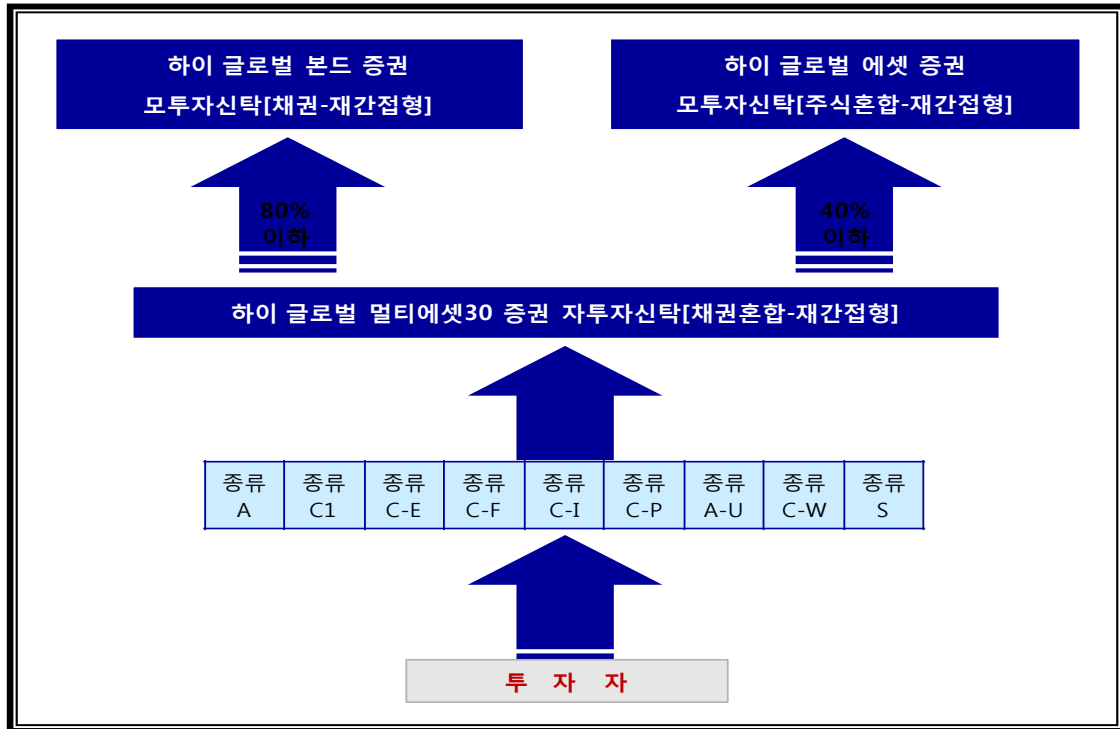 하이 글로벌 본드 증권
모투자신탁[채권-재간접형]
하이 글로벌 에셋 증권
모투자신탁[주식혼합-재간접형]
80%
이하
40%
이하
하이 글로벌 멀티에셋30 증권 자투자신탁[채권혼합-재간접형]
종류
A
종류
C1
종류
C-E
종류
C-F
종류
C-I
종류
C-P
종류
A-U
종류
C-W
종류
S
투 자 자